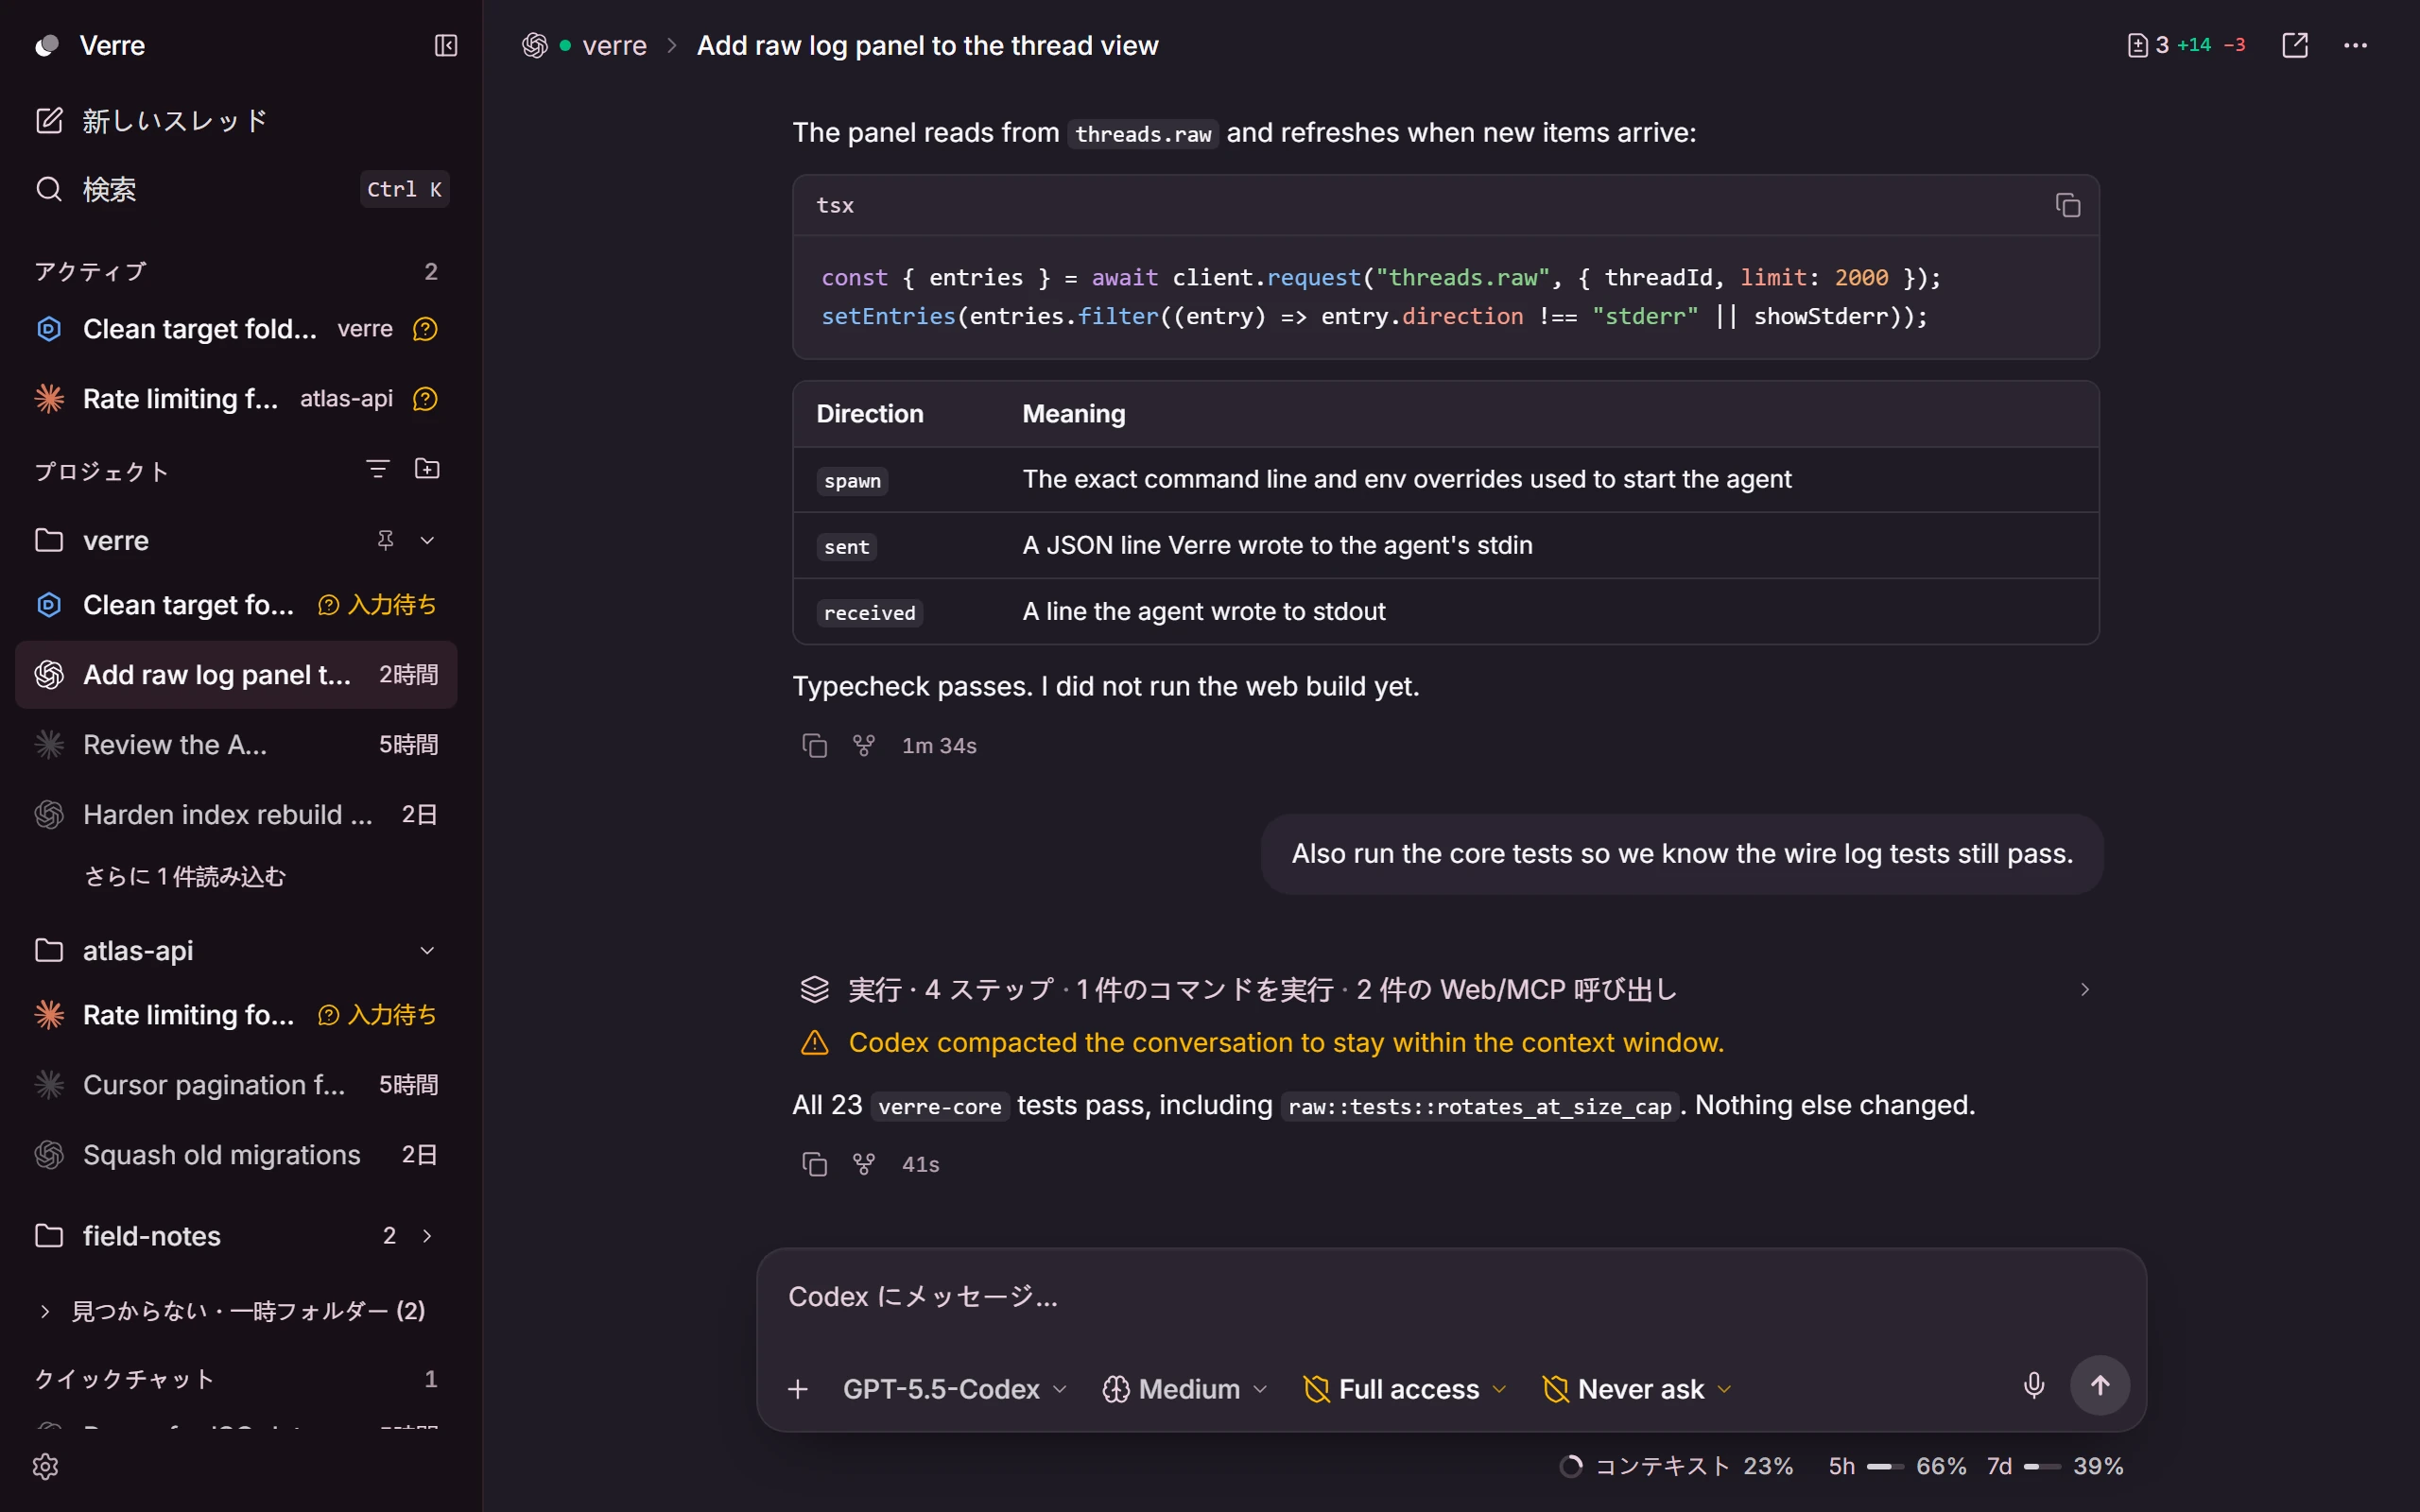 Verre
新しいスレッド
検索 Ctrl K
アクティブ 2
Clean target fold... verre
Rate limiting f... atlas-api
プロジェクト
verre
Clean target fo... 入力待ち
Add raw log panel t... 2時間
Review the A... 5時間
Harden index rebuild ... 2日
さらに 1 件読み込む
atlas-api
Rate limiting fo... 入力待ち
Cursor pagination f... 5時間
Squash old migrations 2日
field-notes 2
見つからない・一時フォルダー (2)
クイックチャット 1
verre > Add raw log panel to the thread view
3 +14 -3
The panel reads from threads.raw and refreshes when new items arrive:
tsx
const { entries } = await client.request("threads.raw", { threadId, limit: 2000 });
setEntries(entries.filter((entry) => entry.direction !== "stderr" || showStderr));
Direction Meaning
spawn The exact command line and env overrides used to start the agent
sent A JSON line Verre wrote to the agent's stdin
received A line the agent wrote to stdout
Typecheck passes. I did not run the web build yet.
1m 34s
Also run the core tests so we know the wire log tests still pass.
実行 · 4 ステップ · 1 件のコマンドを実行 · 2 件の Web/MCP 呼び出し
Codex compacted the conversation to stay within the context window.
All 23 verre-core tests pass, including raw::tests::rotates_at_size_cap. Nothing else changed.
41s
Codex にメッセージ...
GPT-5.5-Codex Medium Full access Never ask
コンテキスト 23% 5h 66% 7d 39%